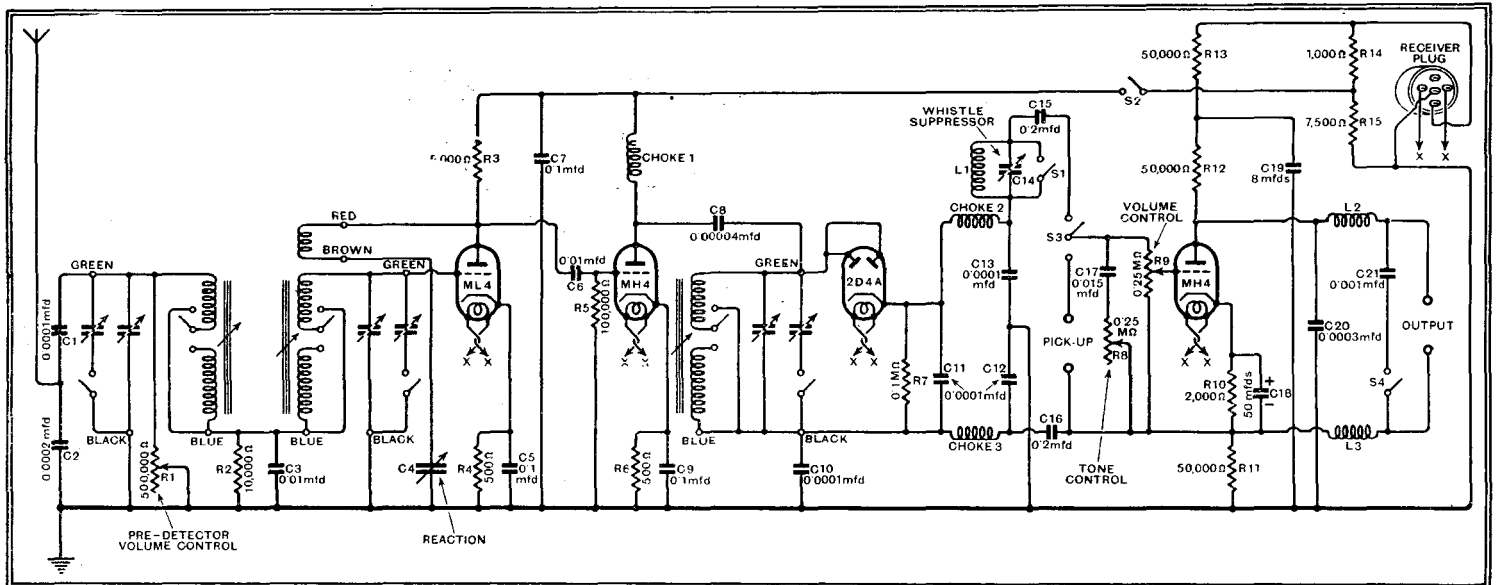 50,000Ω R13
1,000Ω R14
RECEIVER
PLUG
S2
7,500Ω R15
X X
WHISTLE
SUPPRESSOR
C15
0·2mfd
L1
C14
S1
R3
C7
0·1mfd
CHOKE 1
50,000Ω R12
C19
8 mfds
RED
BROWN
GREEN
GREEN
C8
0·00004mfd
GREEN
CHOKE 2
S3
VOLUME
CONTROL
L2
0·0001mfd
C1
ML4
X X
0·01mfd
C6
100,000Ω
R5
MH4
X X
2D4A
X X
C13
0·0001
mfd
C17
0·015
mfd
0·25MΩ
R9
MH4
X X
C21
0·001mfd
PICK-UP
0·25
MΩ
R8
C20
0·0003mfd
OUTPUT
0·1MΩ
R7
C11
C12
0·0001mfd
R10
2,000Ω
50mfds
+
−
C18
S4
0·0002 mfd
C2
BLACK
BLUE
BLUE
BLACK
BLUE
BLACK
CHOKE 3
C16
0·2mfd
L3
500,000Ω
R1
R2
10,000Ω
C3
0·01mfd
C4
R4
500Ω
C5
0·1
mfd
R6
500Ω
C9
0·1mfd
C10
0·0001mfd
TONE
CONTROL
50,000Ω
R11
PRE-DETECTOR
VOLUME CONTROL
REACTION